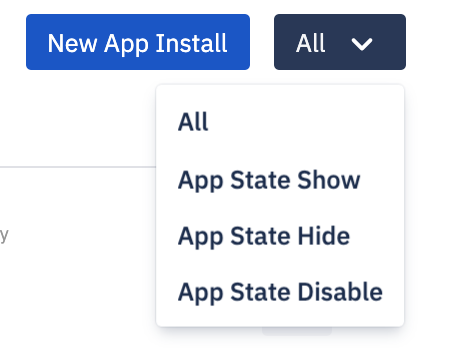 New App Install
All
All
App State Show
y
App State Hide
App State Disable